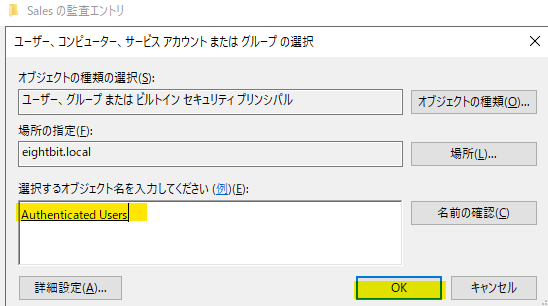 Sales の監査エントリ
ユーザー、コンピューター、サービス アカウント または グループ の選択
オブジェクトの種類の選択(S):
ユーザー、グループ または ビルトイン セキュリティ プリンシパル
オブジェクトの種類(O)...
場所の指定(F):
eightbit.local
場所(L)...
選択するオブジェクト名を入力してください (例)(E):
Authenticated Users
名前の確認(C)
詳細設定(A)...
OK
キャンセル